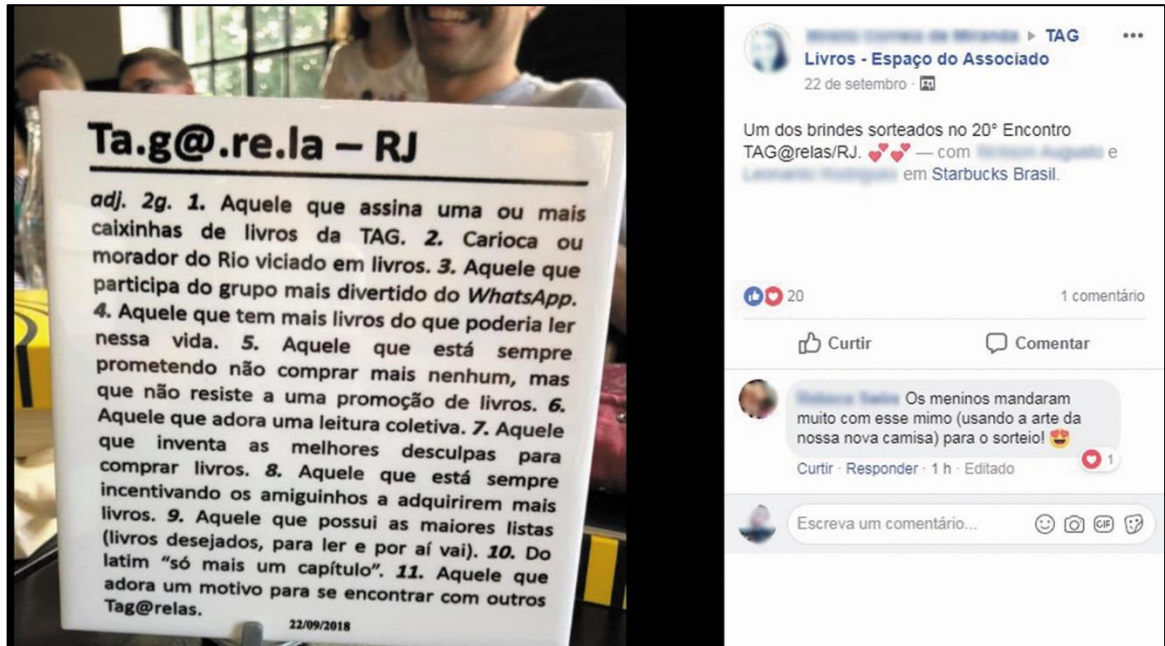 Ta.g@.re.la – RJ
adj. 2g. 1. Aquele que assina uma ou mais
caixinhas de livros da TAG. 2. Carioca ou
morador do Rio viciado em livros. 3. Aquele que
participa do grupo mais divertido do WhatsApp.
4. Aquele que tem mais livros do que poderia ler
nessa vida. 5. Aquele que está sempre
prometendo não comprar mais nenhum, mas
que não resiste a uma promoção de livros. 6.
Aquele que adora uma leitura coletiva. 7. Aquele
que inventa as melhores desculpas para
comprar livros. 8. Aquele que está sempre
incentivando os amiguinhos a adquirirem mais
livros. 9. Aquele que possui as maiores listas
(livros desejados, para ler e por aí vai). 10. Do
latim “só mais um capítulo”. 11. Aquele que
adora um motivo para se encontrar com outros
Tag@relas.
22/09/2018
TAG
Livros - Espaço do Associado
22 de setembro
Um dos brindes sorteados no 20° Encontro
TAG@relas/RJ. 💕💕 — com e
em Starbucks Brasil.
20
1 comentário
Curtir
Comentar
Os meninos mandaram
muito com esse mimo (usando a arte da
nossa nova camisa) para o sorteio! 😍
1
Curtir · Responder · 1 h · Editado
Escreva um comentário...
GIF